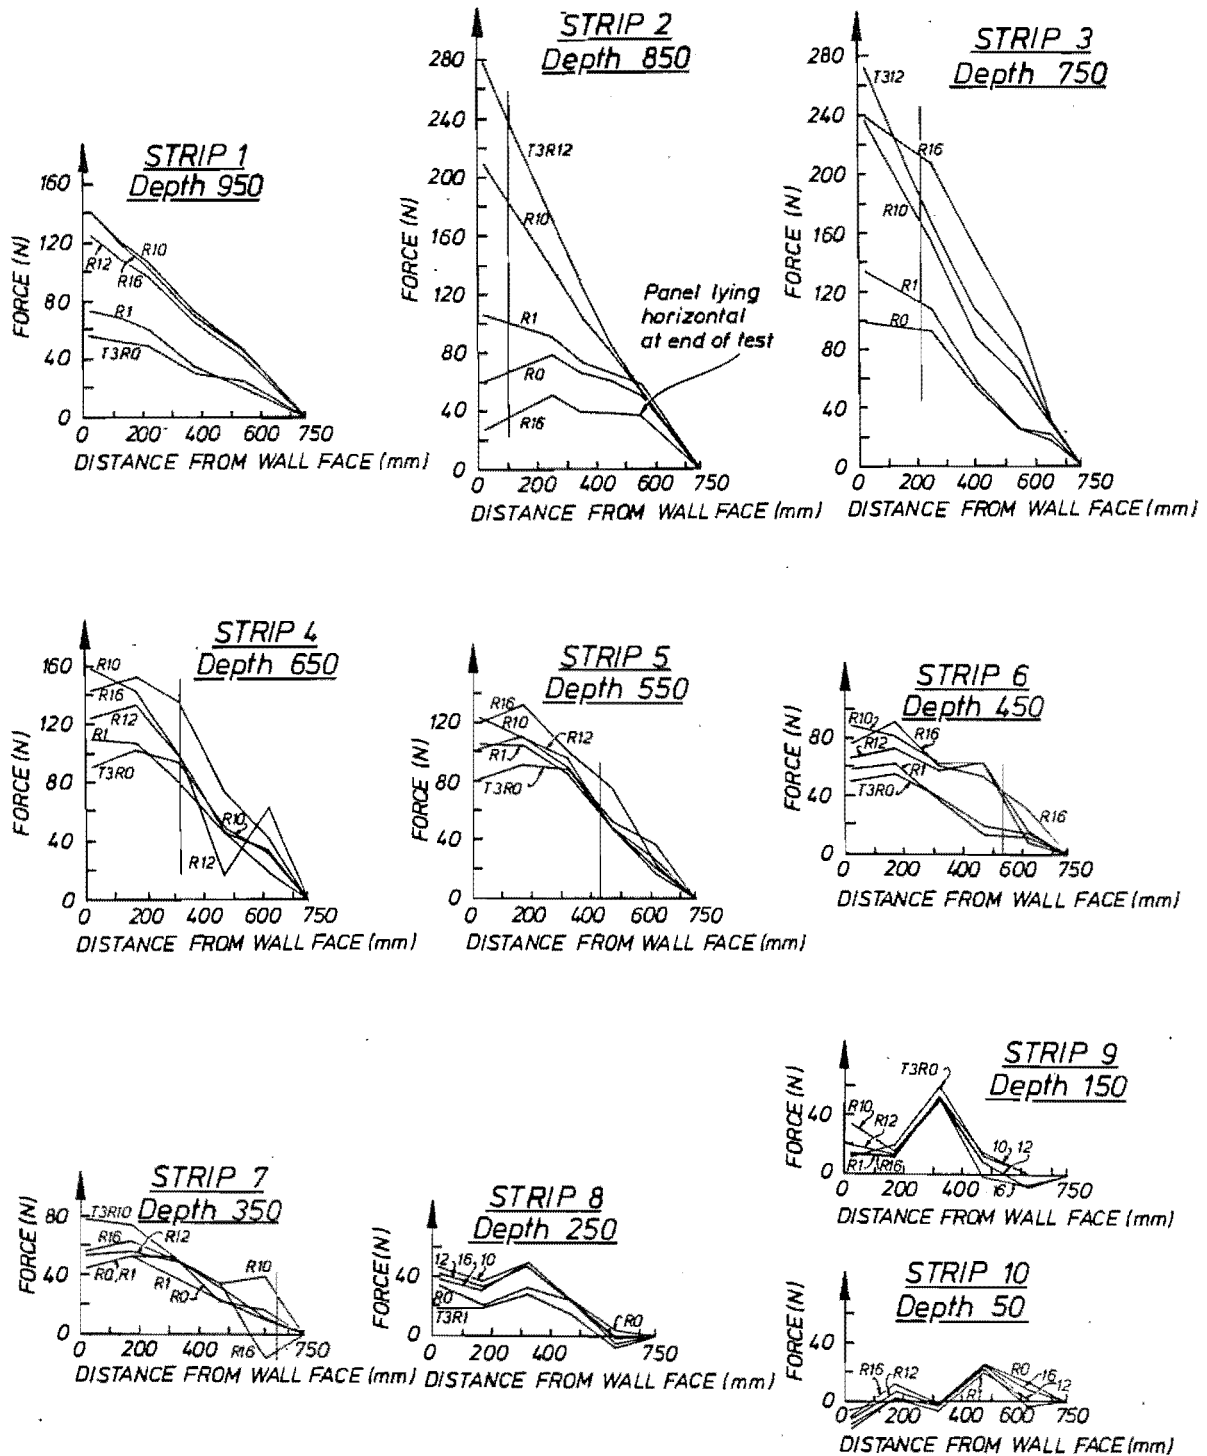 STRIP 1
Depth 950
FORCE (N)
160
120
80
40
0
R10
R12
R16
R1
T3R0
0 200 400 600 750
DISTANCE FROM WALL FACE (mm)
STRIP 2
Depth 850
FORCE (N)
280
240
200
160
120
80
40
0
T3R12
R10
R1
R0
R16
Panel lying
horizontal
at end of test
0 200 400 600 750
DISTANCE FROM WALL FACE (mm)
STRIP 3
Depth 750
FORCE (N)
280
240
200
160
120
80
40
0
T312
R16
R10
R1
R0
0 200 400 600 750
DISTANCE FROM WALL FACE (mm)
STRIP 4
Depth 650
FORCE (N)
160
120
80
40
0
R10
R16
R12
R1
T3R0
R10
R12
0 200 400 600 750
DISTANCE FROM WALL FACE (mm)
STRIP 5
Depth 550
FORCE (N)
120
80
40
0
R16
R10
R12
R1
T3R0
0 200 400 600 750
DISTANCE FROM WALL FACE (mm)
STRIP 6
Depth 450
FORCE (N)
80
40
0
R10
R16
R12
R1
T3R0
R16
0 200 400 600 750
DISTANCE FROM WALL FACE (mm)
STRIP 7
Depth 350
FORCE (N)
80
40
0
T3R10
R16
R12
R0,R1
R1
R0
R10
R16
0 200 400 600 750
DISTANCE FROM WALL FACE (mm)
STRIP 8
Depth 250
FORCE (N)
40
0
12, 16, 10
R0
T3R1
R0
0 200 400 600 750
DISTANCE FROM WALL FACE (mm)
STRIP 9
Depth 150
FORCE (N)
40
0
T3R0
R10
R12
R1
R16
10 12
16
0 200 400 600 750
DISTANCE FROM WALL FACE (mm)
STRIP 10
Depth 50
FORCE (N)
40
0
R16
R12
R0
16
12
0 200 400 600 750
DISTANCE FROM WALL FACE (mm)